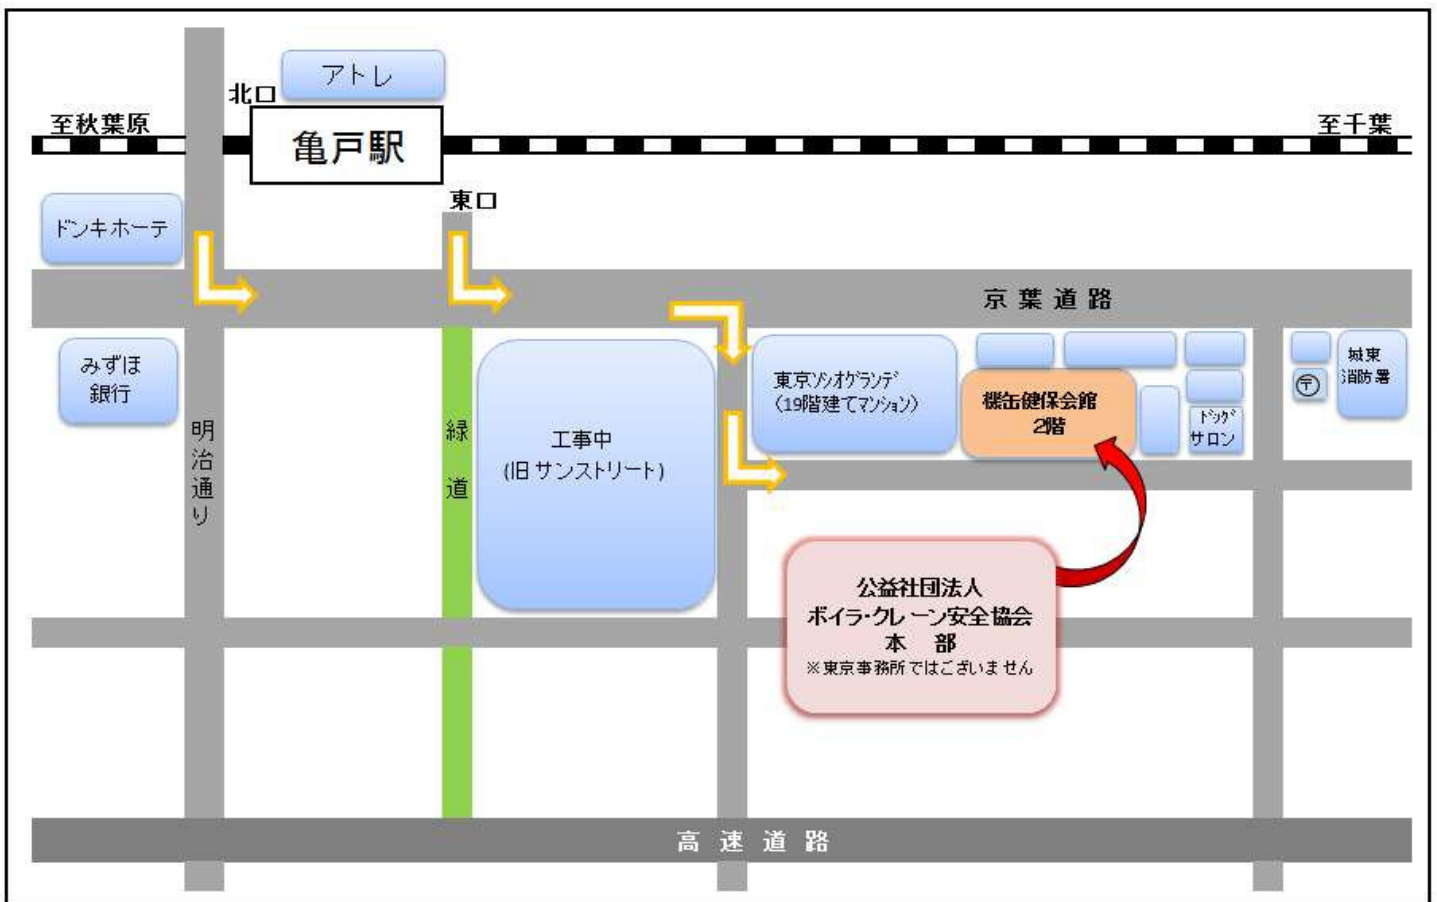 アトレ
北口
至秋葉原
亀戸駅
至千葉
東口
ドンキホーテ
京葉道路
みずほ
銀行
明治通り
緑道
工事中
(旧サンストリート)
東京ソシオグランデ
(19階建てマンション)
機缶健保会館
2階
ドッグ
サロン
〒
城東
消防署
公益社団法人
ボイラ・クレーン安全協会
本 部
※東京事務所ではございません
高速道路